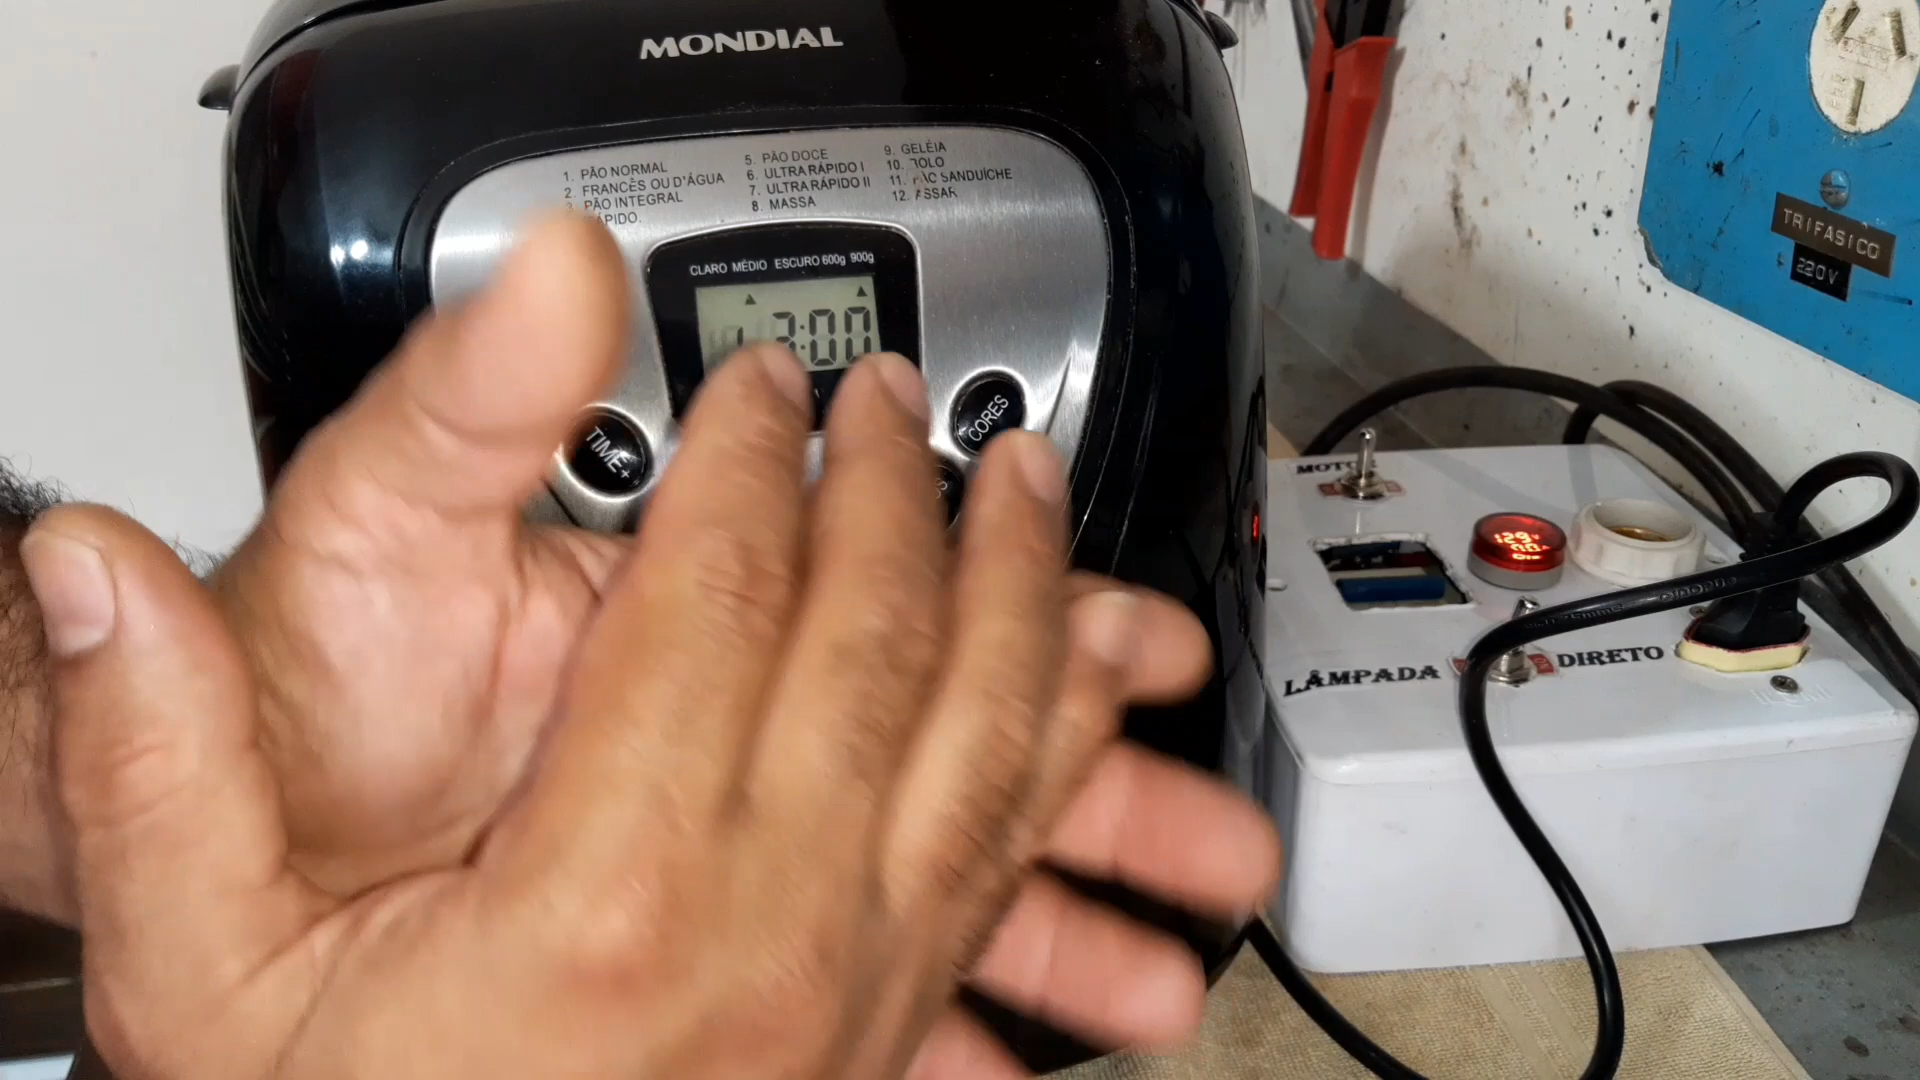 MONDIAL
1. PÃO NORMAL
2. FRANCÊS OU D'ÁGUA
PÃO INTEGRAL
5. PÃO DOCE
6. ULTRA RÁPIDO I
7. ULTRA RÁPIDO II
8. MASSA
9. GELÉIA
10.
11. SANDUÍCHE
12.
CLARO MÉDIO ESCURO 600g 900g
3:00
TIME+
CORES
TRIFASICO
220V
LÂMPADA
DIRETO